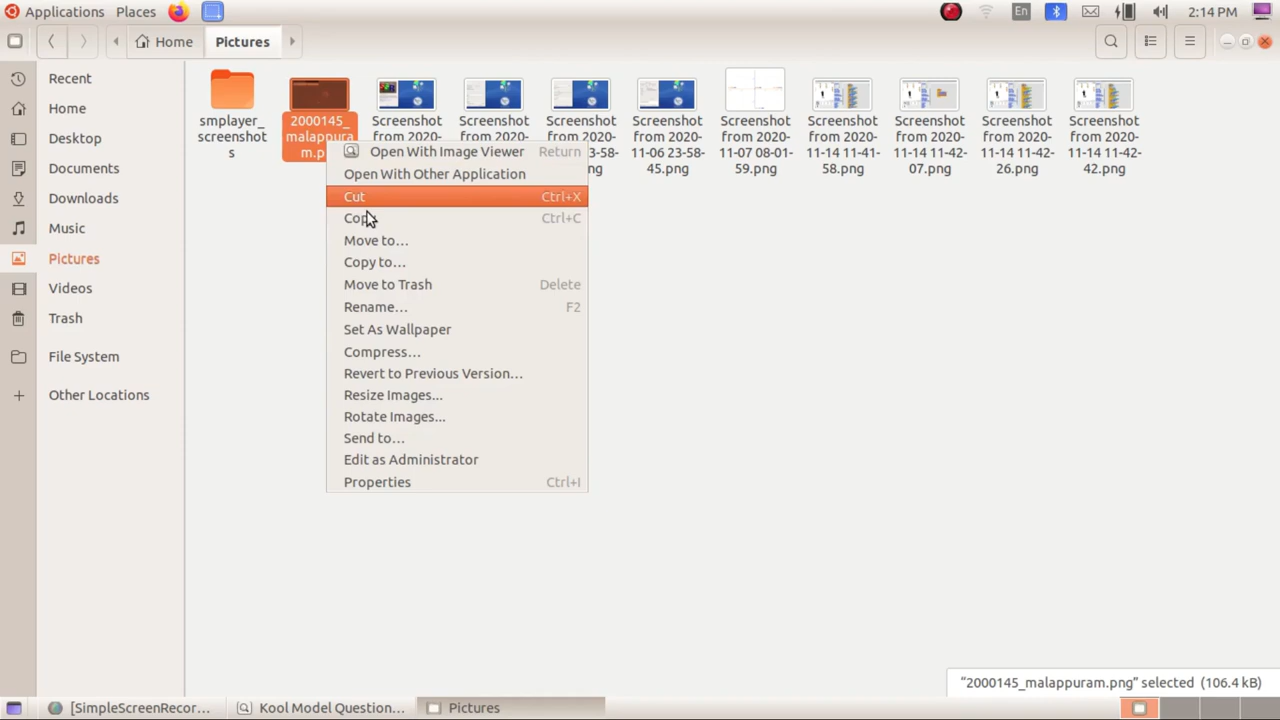 Applications Places En 2:14 PM
Home Pictures
Recent
Home
Desktop
Documents
Downloads
Music
Pictures
Videos
Trash
File System
Other Locations
smplayer_
screenshot
s
2000145_
malappura
m.p
Screenshot
from 2020-
Screenshot
from 2020-
Screenshot
from 2020-
3-58-
ng
Screenshot
from 2020-
11-06 23-58-
45.png
Screenshot
from 2020-
11-07 08-01-
59.png
Screenshot
from 2020-
11-14 11-41-
58.png
Screenshot
from 2020-
11-14 11-42-
07.png
Screenshot
from 2020-
11-14 11-42-
26.png
Screenshot
from 2020-
11-14 11-42-
42.png
Open With Image Viewer Return
Open With Other Application
Cut Ctrl+X
Copy Ctrl+C
Move to…
Copy to…
Move to Trash Delete
Rename… F2
Set As Wallpaper
Compress…
Revert to Previous Version…
Resize Images...
Rotate Images...
Send to…
Edit as Administrator
Properties Ctrl+I
"2000145_malappuram.png" selected (106.4 kB)
[SimpleScreenRecor... Kool Model Question... Pictures